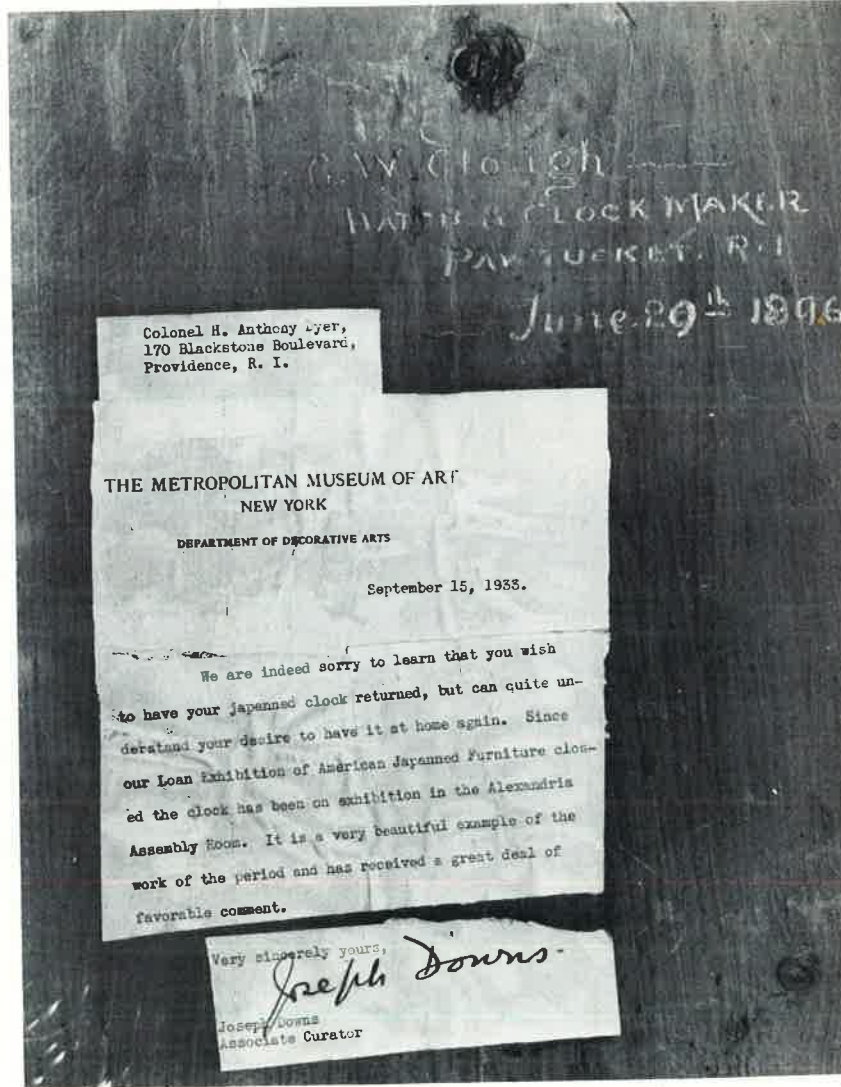 G. W. Clough
WATCH & CLOCK MAKER
PAWTUCKET. R. I
June 29th 1896
Colonel H. Anthony Dyer,
170 Blackstone Boulevard,
Providence, R. I.
THE METROPOLITAN MUSEUM OF ART
NEW YORK
DEPARTMENT OF DECORATIVE ARTS
September 15, 1933.
We are indeed sorry to learn that you wish
to have your japanned clock returned, but can quite un-
derstand your desire to have it at home again. Since
our Loan Exhibition of American Japanned Furniture clos-
ed the clock has been on exhibition in the Alexandria
Assembly Room. It is a very beautiful example of the
work of the period and has received a great deal of
favorable comment.
Very sincerely yours,
Joseph Downs
Joseph Downs
Associate Curator